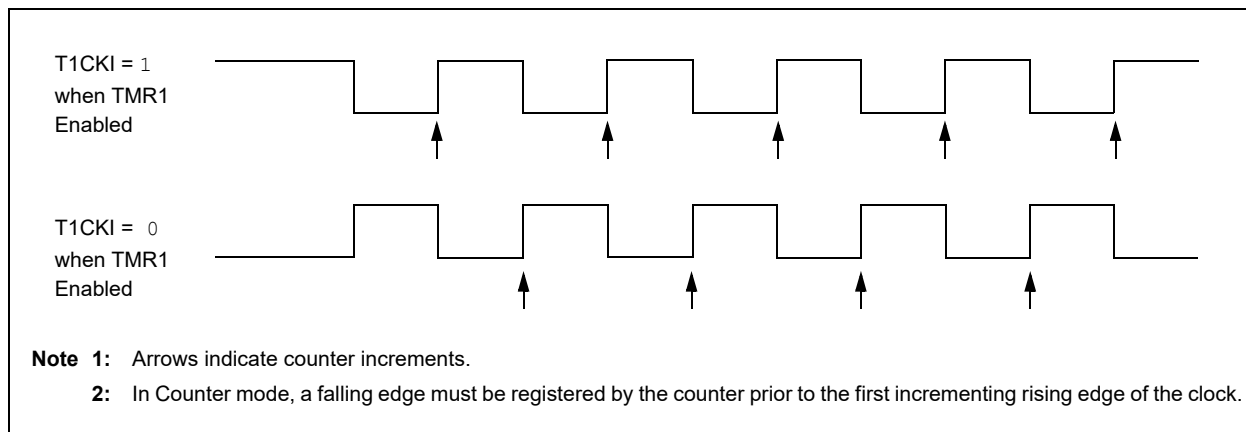 T1CKI = 1
when TMR1
Enabled
T1CKI = 0
when TMR1
Enabled
Note 1: Arrows indicate counter increments.
2: In Counter mode, a falling edge must be registered by the counter prior to the first incrementing rising edge of the clock.